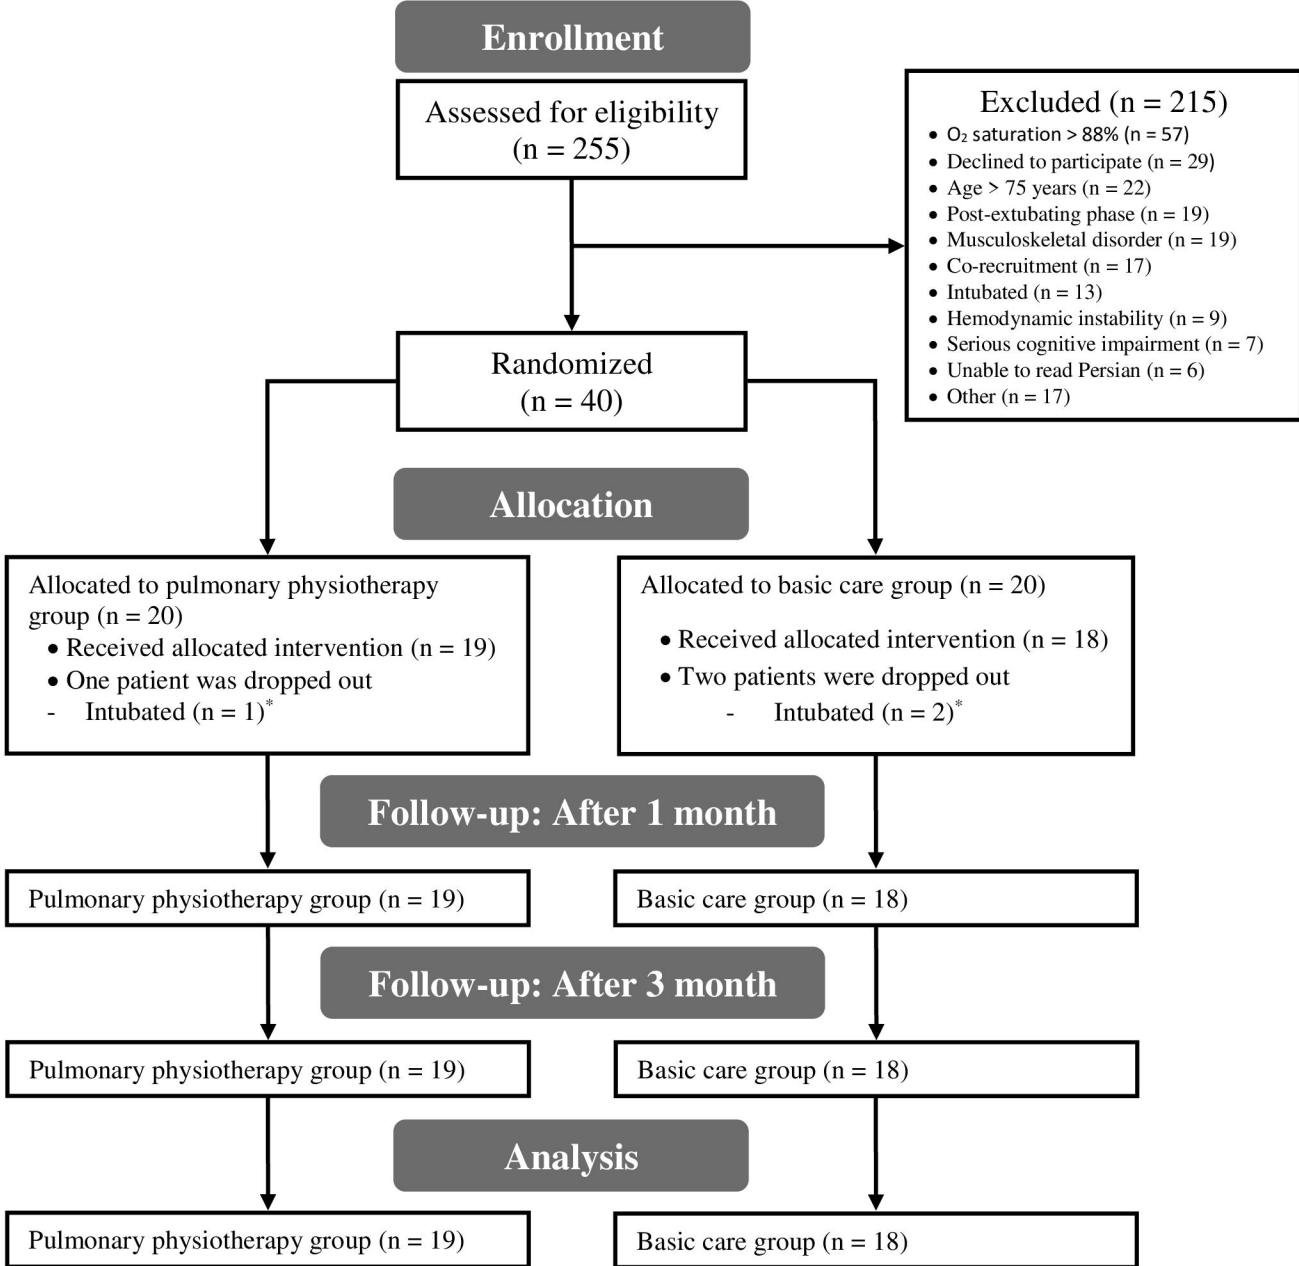 Enrollment
Assessed for eligibility
(n = 255)
Excluded (n = 215)
• O₂ saturation > 88% (n = 57)
• Declined to participate (n = 29)
• Age > 75 years (n = 22)
• Post-extubating phase (n = 19)
• Musculoskeletal disorder (n = 19)
• Co-recruitment (n = 17)
• Intubated (n = 13)
• Hemodynamic instability (n = 9)
• Serious cognitive impairment (n = 7)
• Unable to read Persian (n = 6)
• Other (n = 17)
Randomized
(n = 40)
Allocation
Allocated to pulmonary physiotherapy
group (n = 20)
• Received allocated intervention (n = 19)
• One patient was dropped out
- Intubated (n = 1)*
Allocated to basic care group (n = 20)
• Received allocated intervention (n = 18)
• Two patients were dropped out
- Intubated (n = 2)*
Follow-up: After 1 month
Pulmonary physiotherapy group (n = 19)
Basic care group (n = 18)
Follow-up: After 3 month
Pulmonary physiotherapy group (n = 19)
Basic care group (n = 18)
Analysis
Pulmonary physiotherapy group (n = 19)
Basic care group (n = 18)